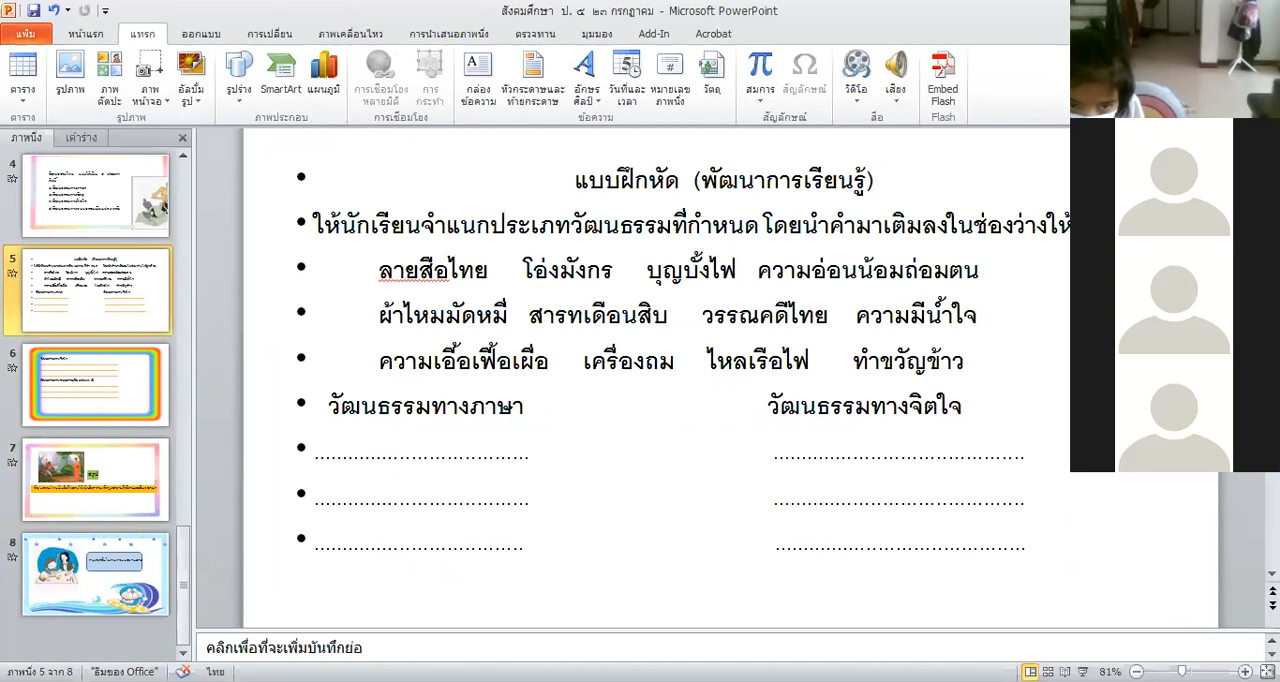 สังคมศึกษา ป. ๕ ๒๓ กรกฎาคม - Microsoft PowerPoint
แฟ้ม หน้าแรก แทรก ออกแบบ การเปลี่ยน ภาพเคลื่อนไหว การนำเสนอภาพนิ่ง ตรวจทาน มุมมอง Add-In Acrobat
ตาราง รูปภาพ ภาพตัดปะ ภาพหน้าจอ อัลบั้มรูป รูปร่าง SmartArt แผนภูมิ การเชื่อมโยงหลายมิติ การกระทำ กล่องข้อความ หัวกระดาษและท้ายกระดาษ อักษรศิลป์ วันที่และเวลา หมายเลขภาพนิ่ง วัตถุ สมการ สัญลักษณ์ วิดีโอ เสียง Embed Flash
ตาราง รูปภาพ ภาพประกอบ การเชื่อมโยง ข้อความ สัญลักษณ์ สื่อ Flash
ภาพนิ่ง เค้าร่าง
4
5
6
7
8
แบบฝึกหัด (พัฒนาการเรียนรู้)
ให้นักเรียนจำแนกประเภทวัฒนธรรมที่กำหนด โดยนำคำมาเติมลงในช่องว่างให้
ลายสือไทย โอ่งมังกร บุญบั้งไฟ ความอ่อนน้อมถ่อมตน
ผ้าไหมมัดหมี่ สารทเดือนสิบ วรรณคดีไทย ความมีน้ำใจ
ความเอื้อเฟื้อเผื่อ เครื่องถม ไหลเรือไฟ ทำขวัญข้าว
วัฒนธรรมทางภาษา วัฒนธรรมทางจิตใจ
....................................... ..........................................
....................................... ..........................................
...................................... ..........................................
คลิกเพื่อที่จะเพิ่มบันทึกย่อ
ภาพนิ่ง 5 จาก 8 "ธีมของ Office" ไทย 81%